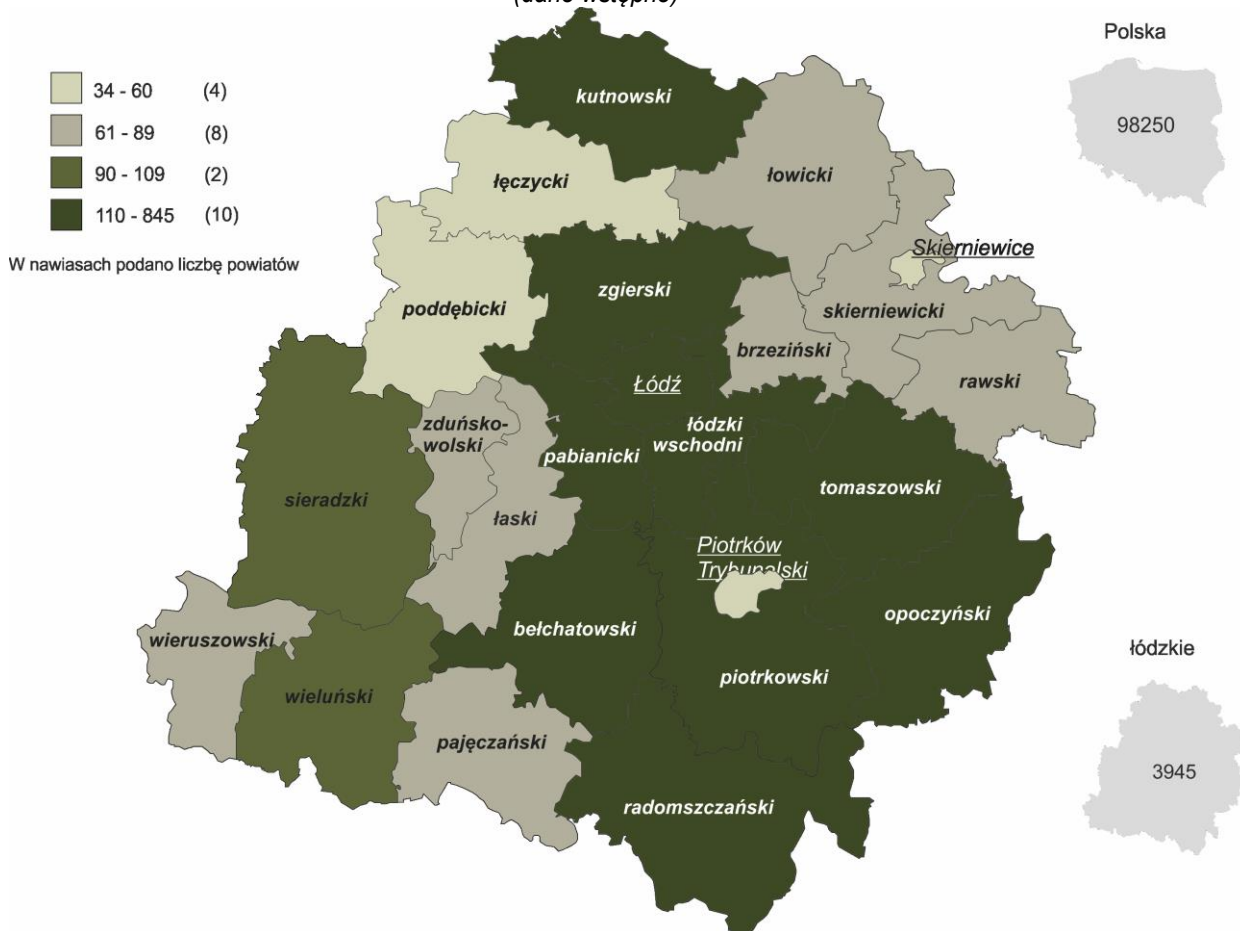 (dane wstępne)
Polska
98250
34 - 60 (4)
61 - 89 (8)
90 - 109 (2)
110 - 845 (10)
W nawiasach podano liczbę powiatów
kutnowski
łęczycki
łowicki
Skierniewice
zgierski
poddębicki
skierniewicki
brzeziński
rawski
Łódź
zduńsko-
wolski
łódzki
wschodni
pabianicki
tomaszowski
sieradzki
łaski
Piotrków
Trybunalski
opoczyński
bełchatowski
wieruszowski
piotrkowski
wieluński
pajęczański
radomszczański
łódzkie
3945